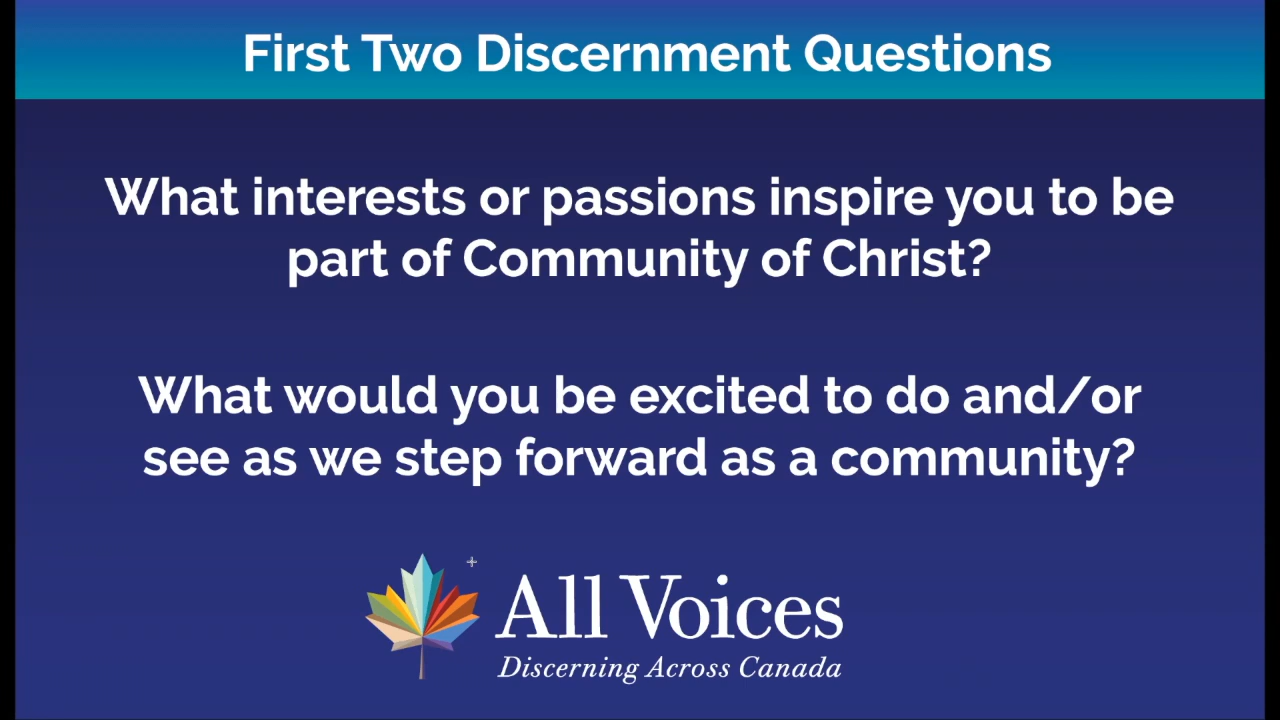 First Two Discernment Questions
What interests or passions inspire you to be
part of Community of Christ?
What would you be excited to do and/or
see as we step forward as a community?
All Voices
Discerning Across Canada